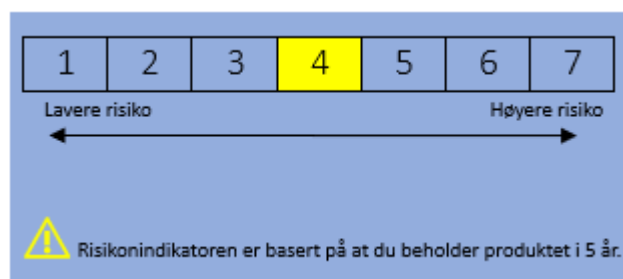 1 2 3 4 5 6 7
Lavere risiko Høyere risiko
Risikonindikatoren er basert på at du beholder produktet i 5 år.